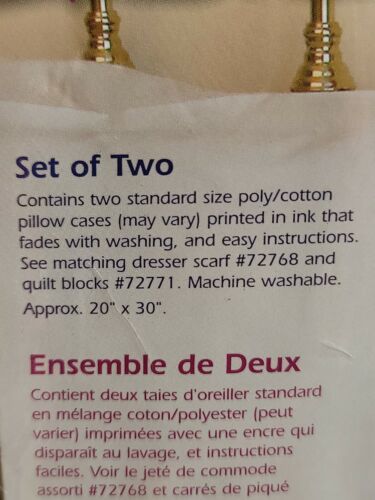 Set of Two
Contains two standard size poly/cotton
pillow cases (may vary) printed in ink that
fades with washing, and easy instructions.
See matching dresser scarf #72768 and
quilt blocks #72771. Machine washable.
Approx. 20" x 30".
Ensemble de Deux
Contient deux taies d'oreiller standard
en mélange coton/polyester (peut
varier) imprimées avec une encre qui
disparaît au lavage, et instructions
faciles. Voir le jeté de commode
assorti #72768 et carrés de piqué